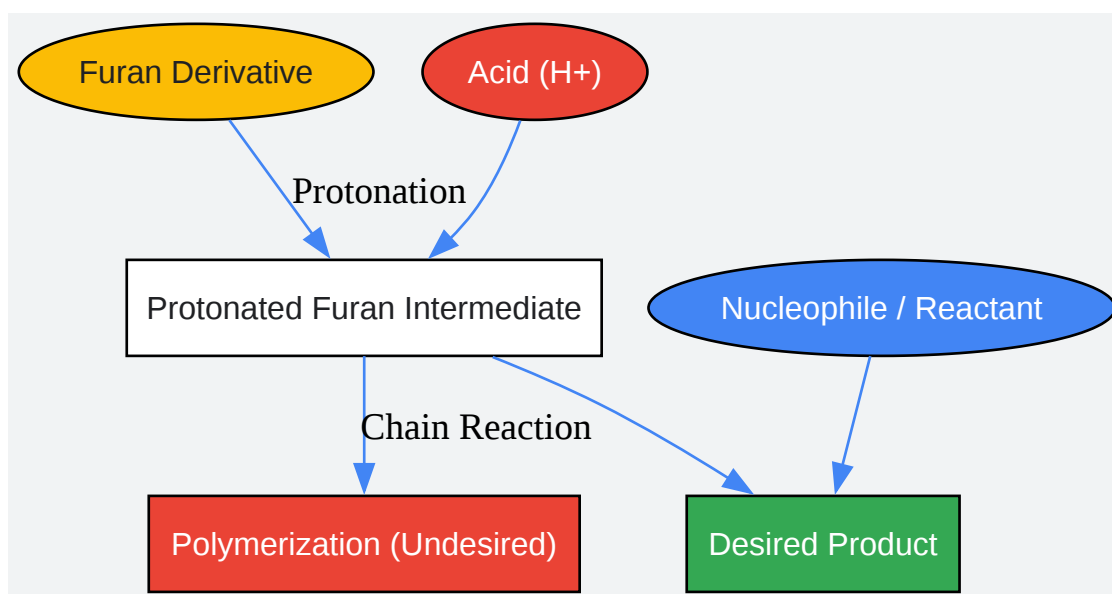 Furan Derivative
Acid (H+)
Protonation
Protonated Furan Intermediate
Nucleophile / Reactant
Chain Reaction
Polymerization (Undesired)
Desired Product